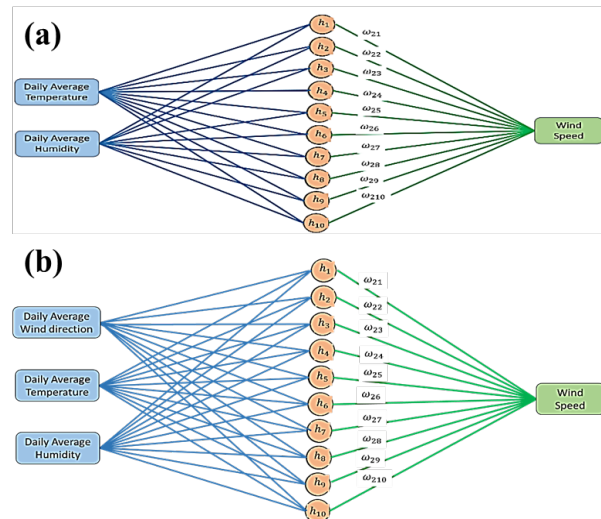 (a)
h1
ω21
h2
ω22
h3
ω23
Daily Average
Temperature
h4
ω24
h5
ω25
Daily Average
Humidity
h6
ω26
Wind
Speed
h7
ω27
h8
ω28
h9
ω29
h10
ω210
(b)
h1
ω21
h2
ω22
Daily Average
Wind direction
h3
ω23
h4
ω24
h5
ω25
Daily Average
Temperature
h6
ω26
Wind
Speed
h7
ω27
Daily Average
Humidity
h8
ω28
h9
ω29
h10
ω210